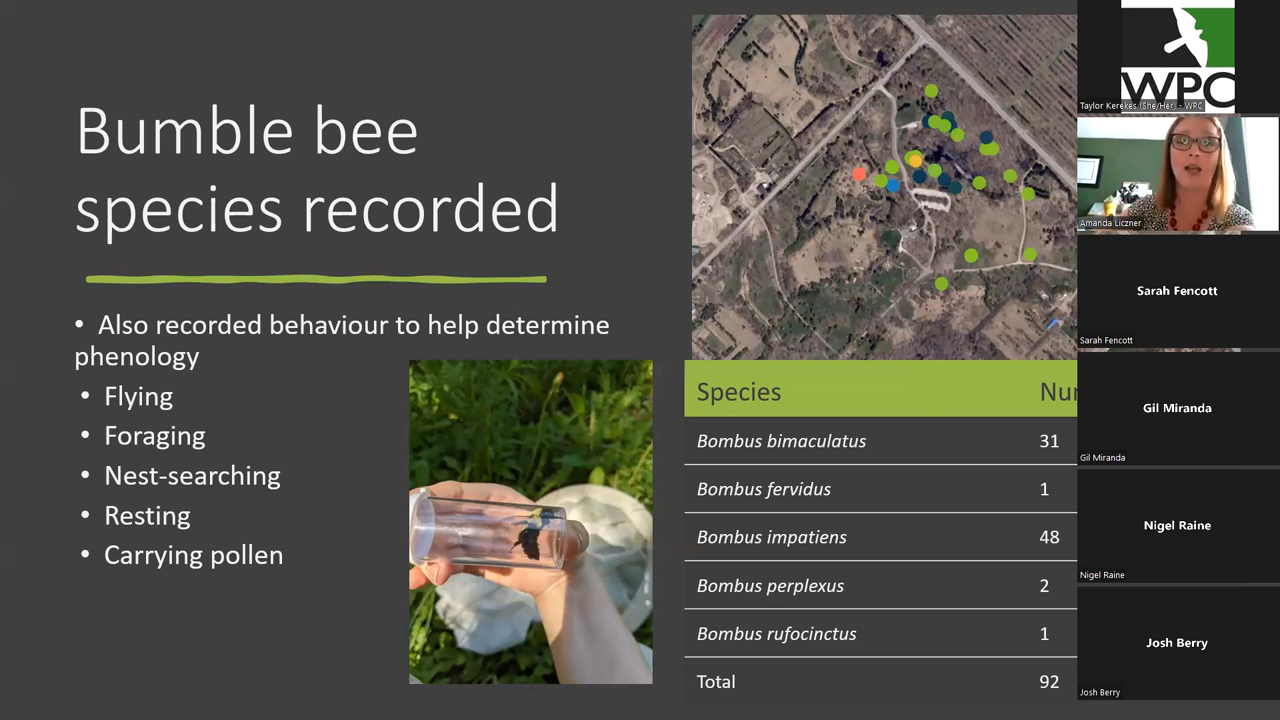 Bumble bee
species recorded
• Also recorded behaviour to help determine
phenology
• Flying
• Foraging
• Nest-searching
• Resting
• Carrying pollen
Species Nur
Bombus bimaculatus 31
Bombus fervidus 1
Bombus impatiens 48
Bombus perplexus 2
Bombus rufocinctus 1
Total 92
WPC
Taylor Kerekes (She/Her) - WPC
Amanda Liczner
Sarah Fencott
Sarah Fencott
Gil Miranda
Gil Miranda
Nigel Raine
Nigel Raine
Josh Berry
Josh Berry